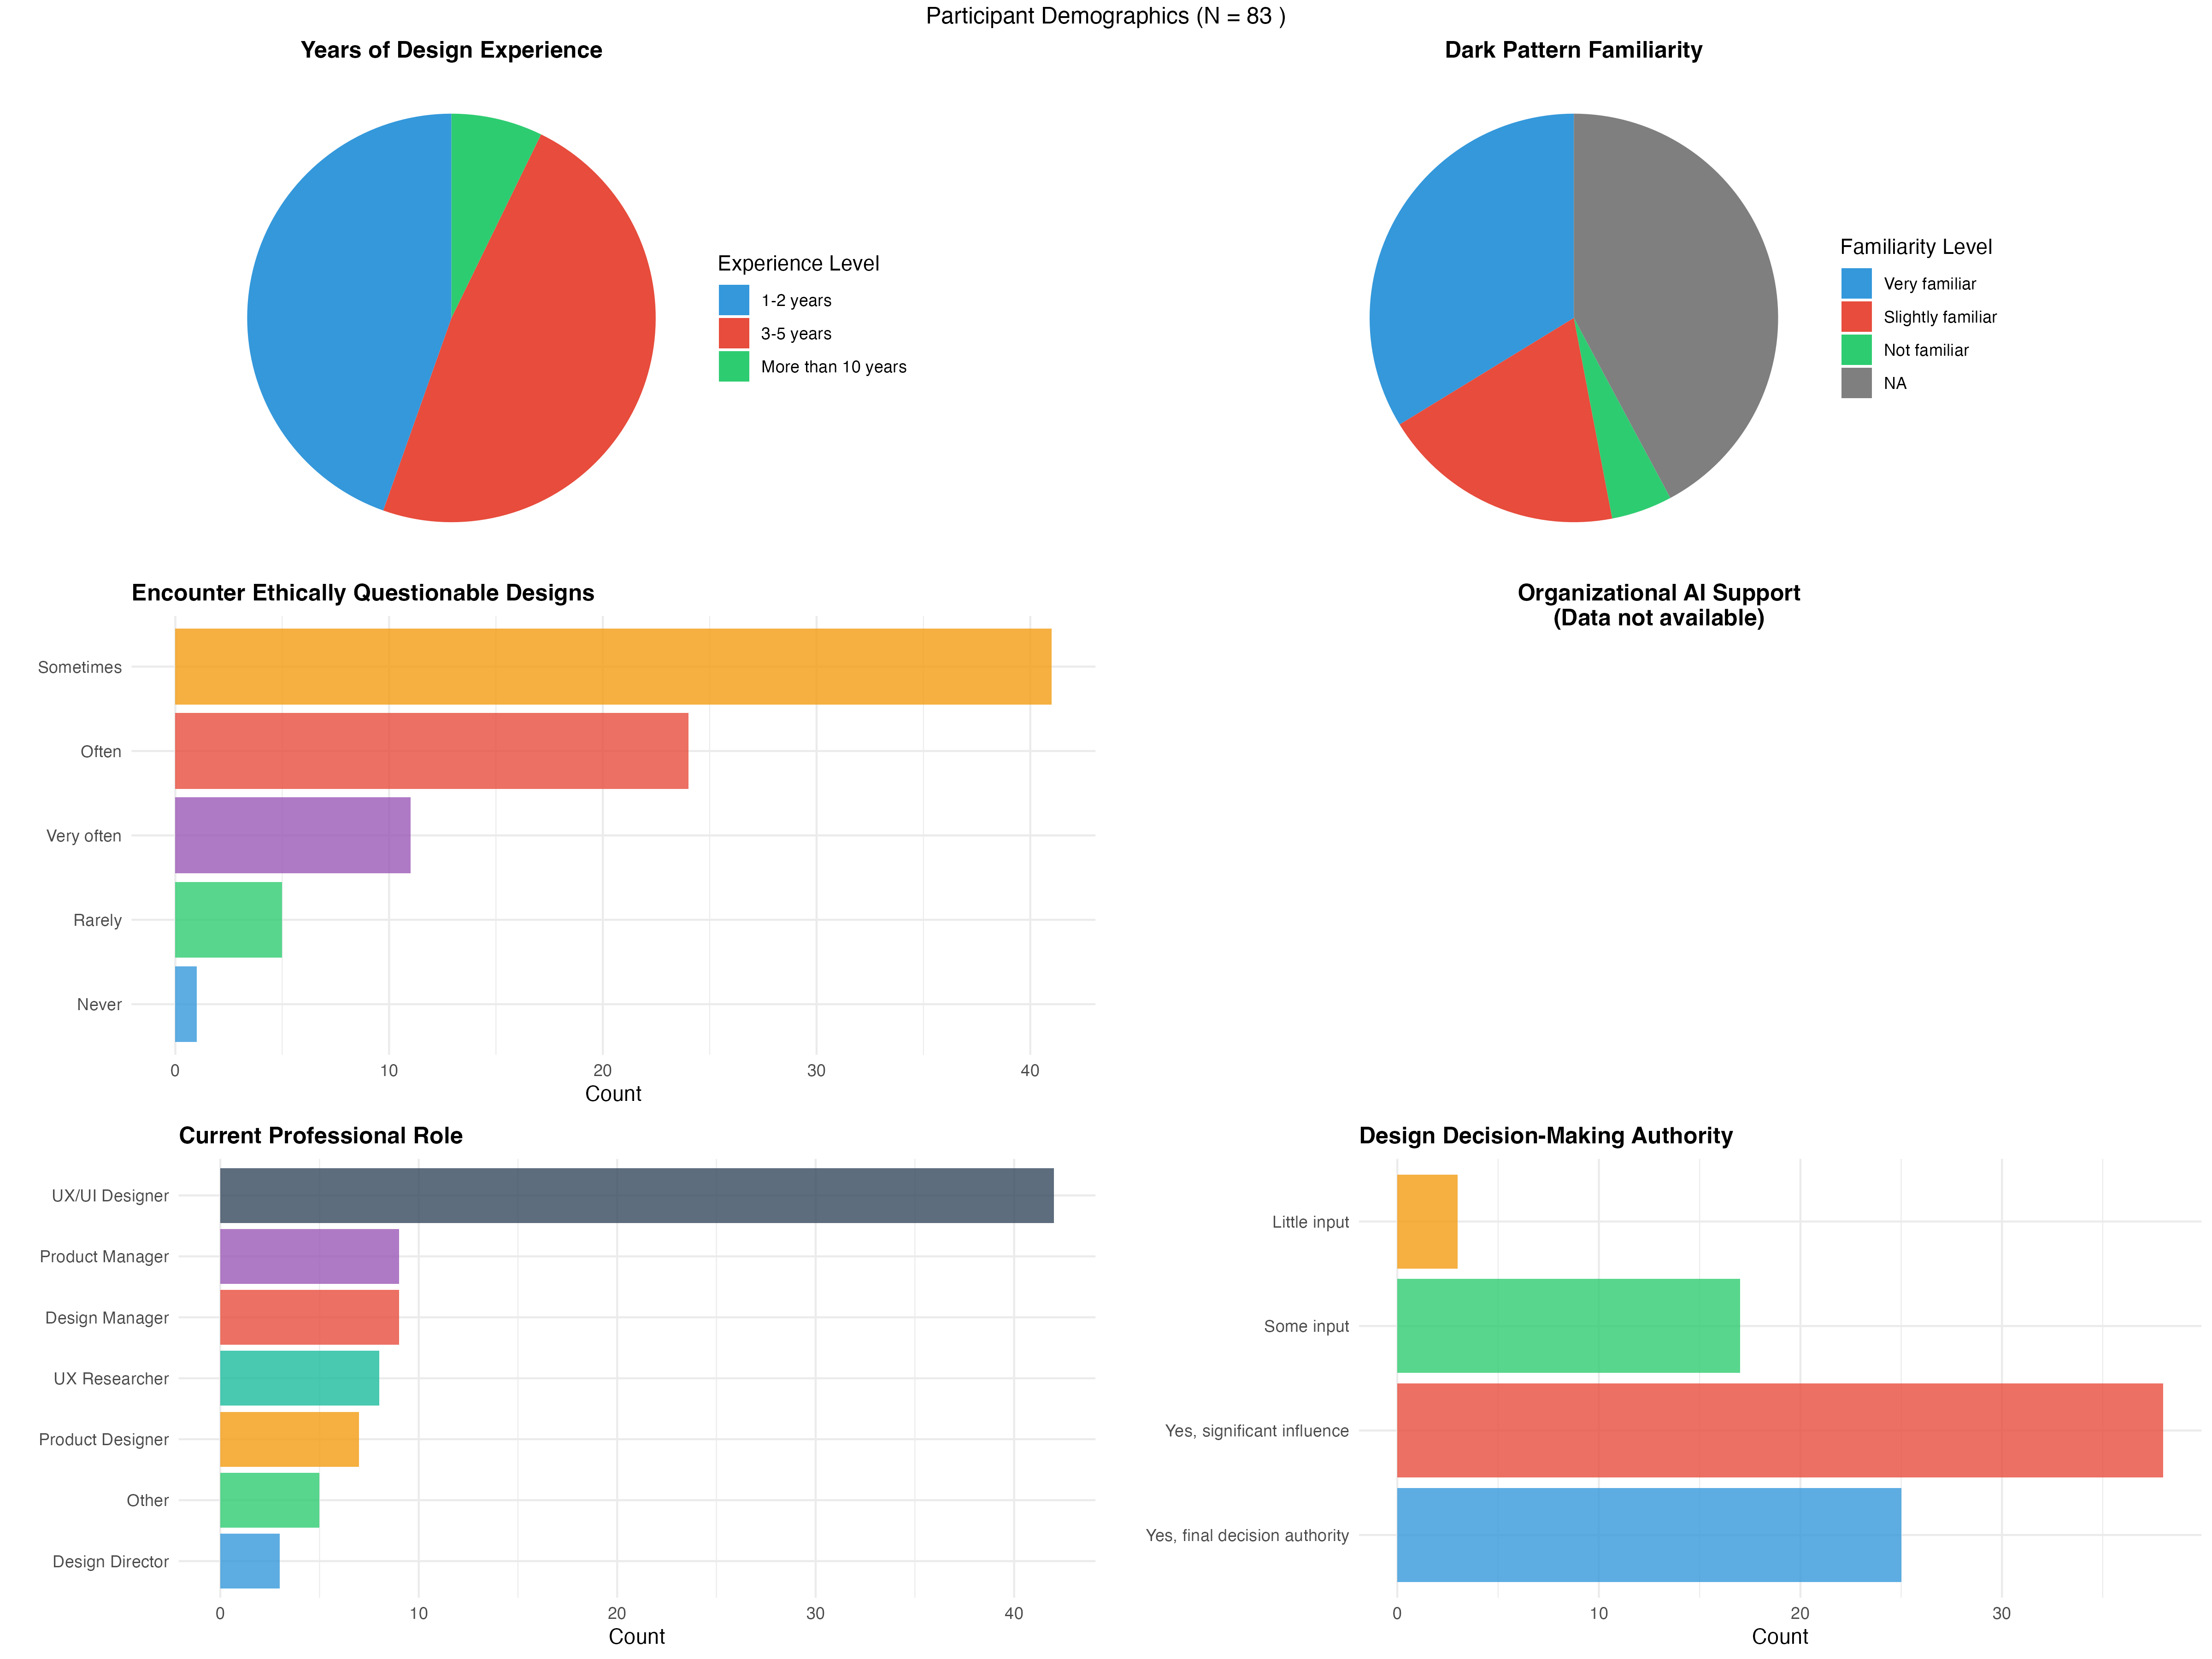 Participant Demographics (N = 83 )
Years of Design Experience
Experience Level
1-2 years
3-5 years
More than 10 years
Dark Pattern Familiarity
Familiarity Level
Very familiar
Slightly familiar
Not familiar
NA
Encounter Ethically Questionable Designs
Sometimes
Often
Very often
Rarely
Never
0 10 20 30 40
Count
Organizational AI Support
(Data not available)
Current Professional Role
UX/UI Designer
Product Manager
Design Manager
UX Researcher
Product Designer
Other
Design Director
0 10 20 30 40
Count
Design Decision-Making Authority
Little input
Some input
Yes, significant influence
Yes, final decision authority
0 10 20 30
Count